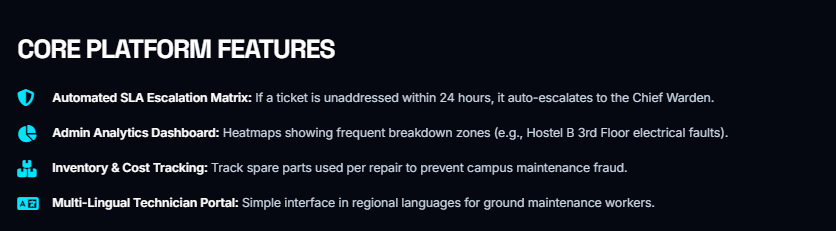 CORE PLATFORM FEATURES
Automated SLA Escalation Matrix: If a ticket is unaddressed within 24 hours, it auto-escalates to the Chief Warden.
Admin Analytics Dashboard: Heatmaps showing frequent breakdown zones (e.g., Hostel B 3rd Floor electrical faults).
Inventory & Cost Tracking: Track spare parts used per repair to prevent campus maintenance fraud.
Multi-Lingual Technician Portal: Simple interface in regional languages for ground maintenance workers.